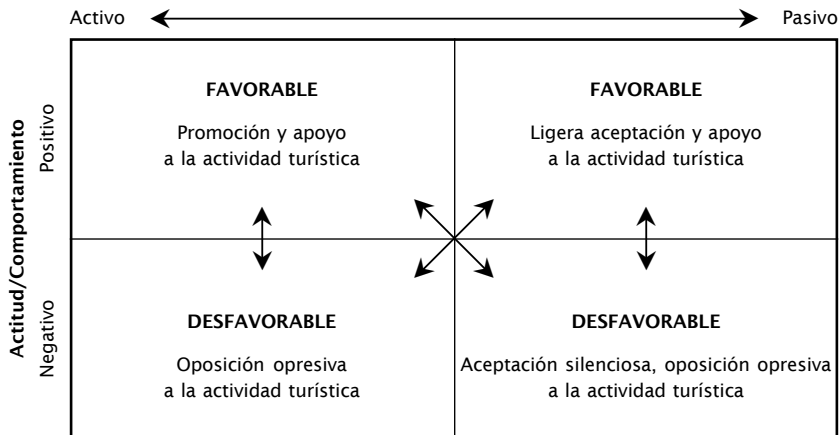 Activo Pasivo
Actitud/Comportamiento
Positivo
FAVORABLE
Promoción y apoyo
a la actividad turística
FAVORABLE
Ligera aceptación y apoyo
a la actividad turística
Negativo
DESFAVORABLE
Oposición opresiva
a la actividad turística
DESFAVORABLE
Aceptación silenciosa, oposición opresiva
a la actividad turística